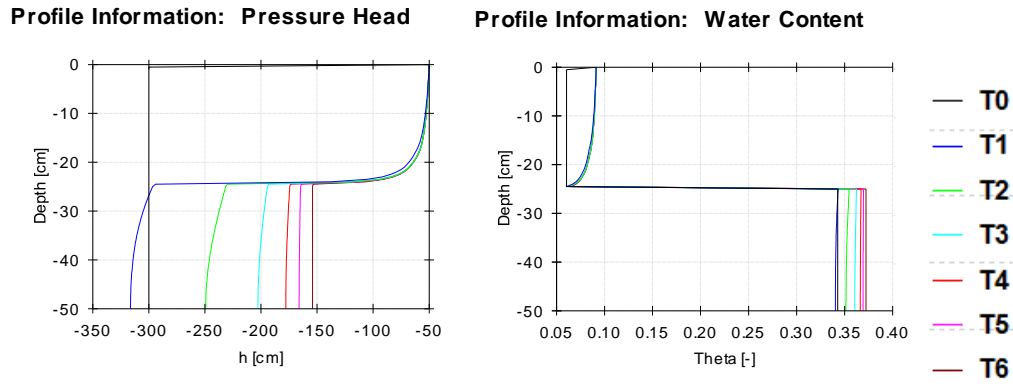 Profile Information: Pressure Head
0
-10
-20
-30
-40
-50
Depth [cm]
-350 -300 -250 -200 -150 -100 -50
h [cm]
Profile Information: Water Content
0
-10
-20
-30
-40
-50
Depth [cm]
0.05 0.10 0.15 0.20 0.25 0.30 0.35 0.40
Theta [-]
T0
T1
T2
T3
T4
T5
T6